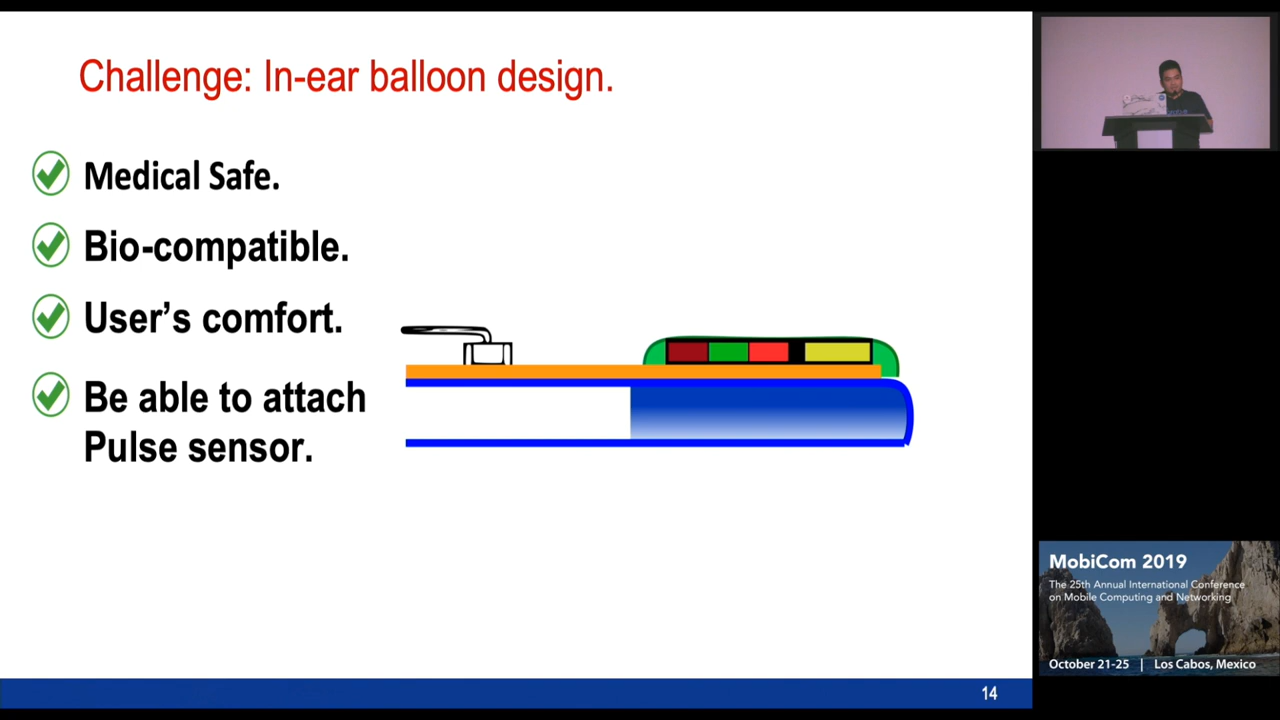 Challenge: In-ear balloon design.
Medical Safe.
Bio-compatible.
User’s comfort.
Be able to attach
Pulse sensor.
14
MobiCom 2019
The 25th Annual International Conference
on Mobile Computing and Networking
October 21-25 | Los Cabos, Mexico